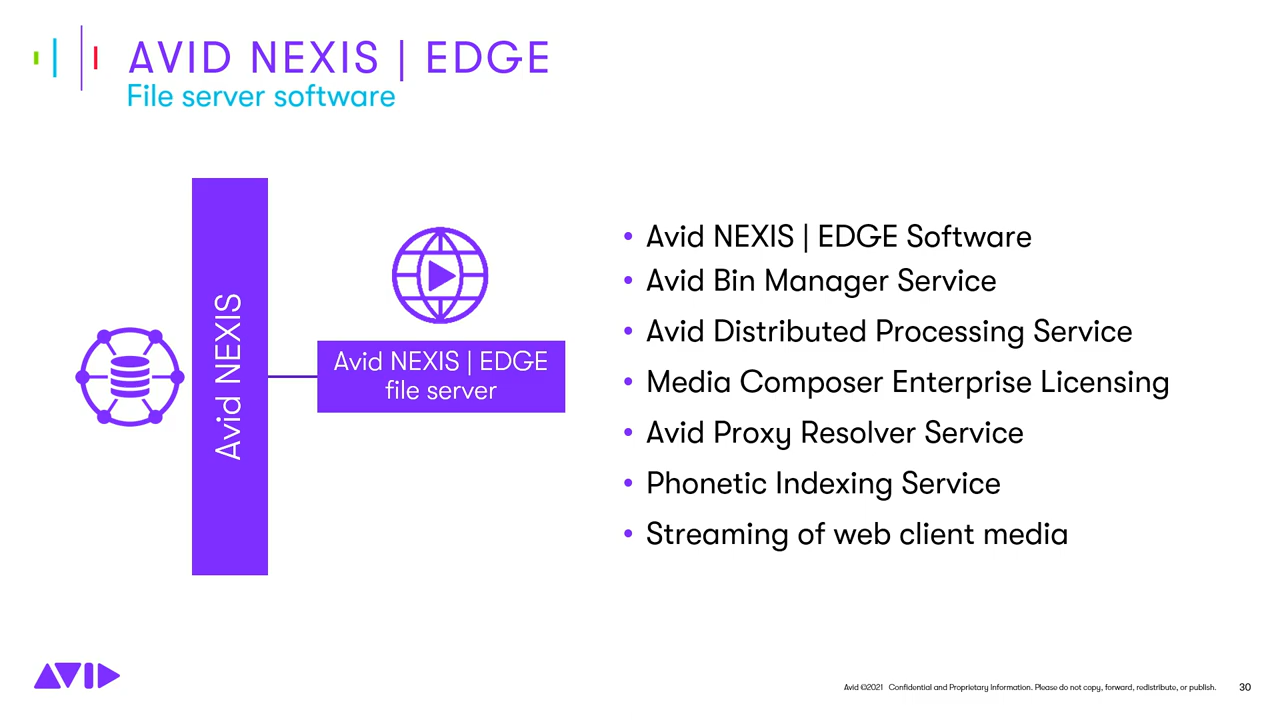 AVID NEXIS | EDGE
File server software
Avid NEXIS
Avid NEXIS | EDGE
file server
• Avid NEXIS | EDGE Software
• Avid Bin Manager Service
• Avid Distributed Processing Service
• Media Composer Enterprise Licensing
• Avid Proxy Resolver Service
• Phonetic Indexing Service
• Streaming of web client media
AVID
Avid ©2021 Confidential and Proprietary Information. Please do not copy, forward, redistribute, or publish.
30